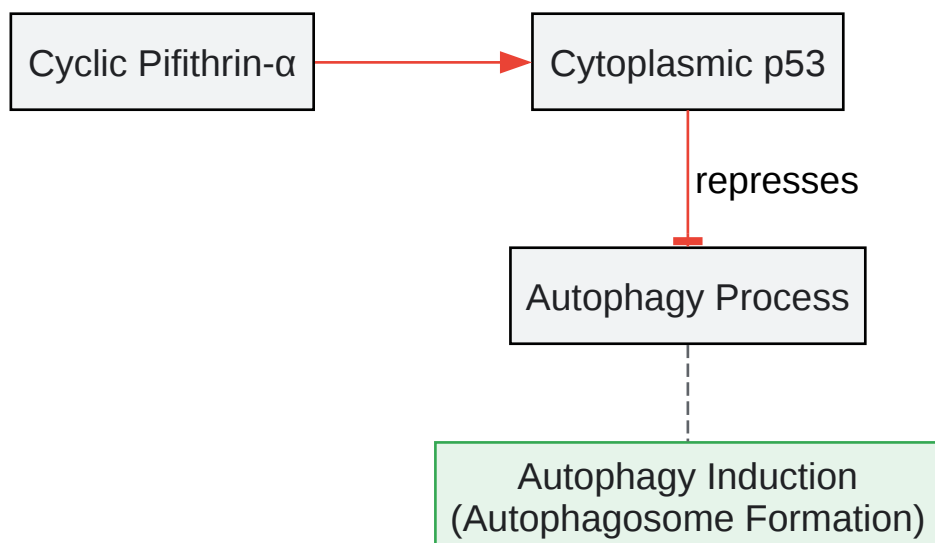 Cyclic Pifithrin-α
Cytoplasmic p53
represses
Autophagy Process
Autophagy Induction
(Autophagosome Formation)